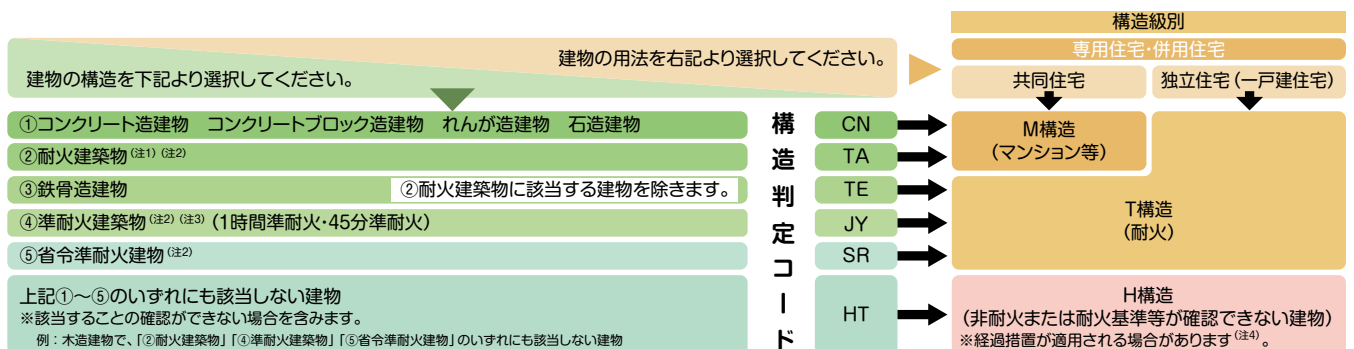 構造級別
専用住宅・併用住宅
建物の用法を右記より選択してください。
建物の構造を下記より選択してください。
共同住宅
独立住宅（一戸建住宅）
①コンクリート造建物　コンクリートブロック造建物　れんが造建物　石造建物
②耐火建築物(注1)(注2)
③鉄骨造建物
②耐火建築物に該当する建物を除きます。
④準耐火建築物(注2)(注3)（1時間準耐火・45分準耐火）
⑤省令準耐火建物(注2)
上記①～⑤のいずれにも該当しない建物
※該当することの確認ができない場合を含みます。
例：木造建物で、「②耐火建築物」「④準耐火建築物」「⑤省令準耐火建物」のいずれにも該当しない建物
構造判定コード
CN
TA
TE
JY
SR
HT
M構造
（マンション等）
T構造
（耐火）
H構造
（非耐火または耐火基準等が確認できない建物）
※経過措置が適用される場合があります(注4)。